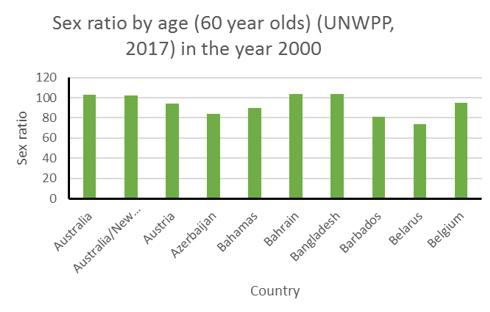 Sex ratio by age (60 year olds) (UNWPP,
2017) in the year 2000
120
100
80
60
40
20
0
Sex ratio
Australia
Australia/New...
Austria
Azerbaijan
Bahamas
Bahrain
Bangladesh
Barbados
Belarus
Belgium
Country